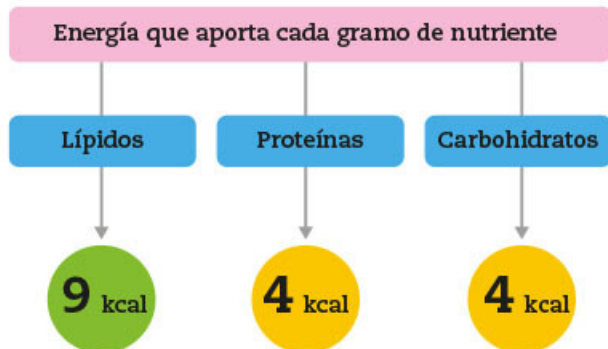 Energía que aporta cada gramo de nutriente
Lípidos
Proteínas
Carbohidratos
9 kcal
4 kcal
4 kcal